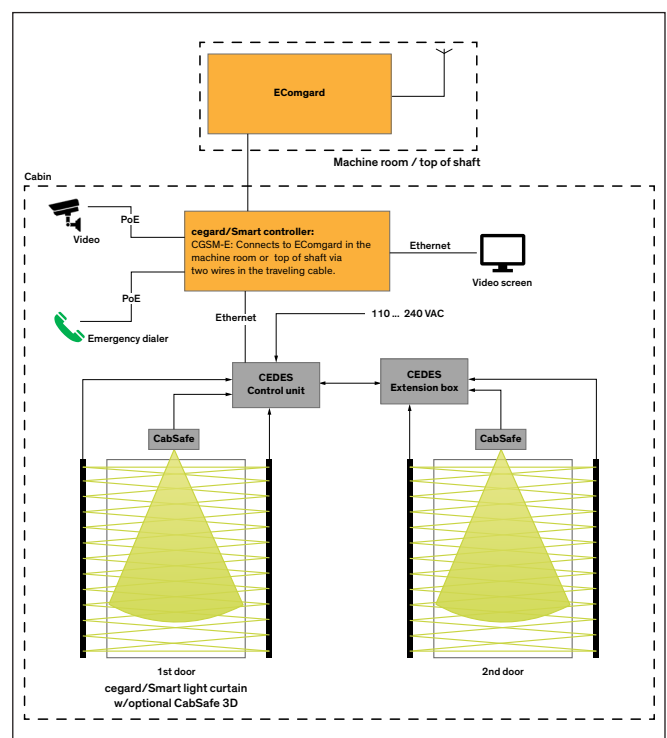 EComgard
Machine room / top of shaft
Cabin
Video
PoE
cegard/Smart controller:
CGSM-E: Connects to EComgard in the
machine room or top of shaft via
two wires in the traveling cable.
Ethernet
Video screen
PoE
Emergency dialer
Ethernet
110 ... 240 VAC
CEDES
Control unit
CEDES
Extension box
CabSafe
CabSafe
1st door
cegard/Smart light curtain
w/optional CabSafe 3D
2nd door